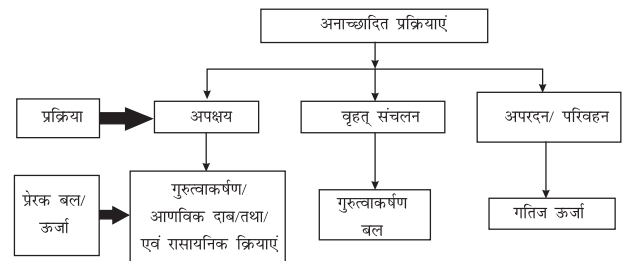 अनाच्छादित प्रक्रियाएं
प्रक्रिया
अपक्षय
वृहत् संचलन
अपरदन/ परिवहन
प्रेरक बल/
ऊर्जा
गुरुत्वाकर्षण/
आणविक दाब/तथा/
एवं रासायनिक क्रियाएं
गुरुत्वाकर्षण
बल
गतिज ऊर्जा